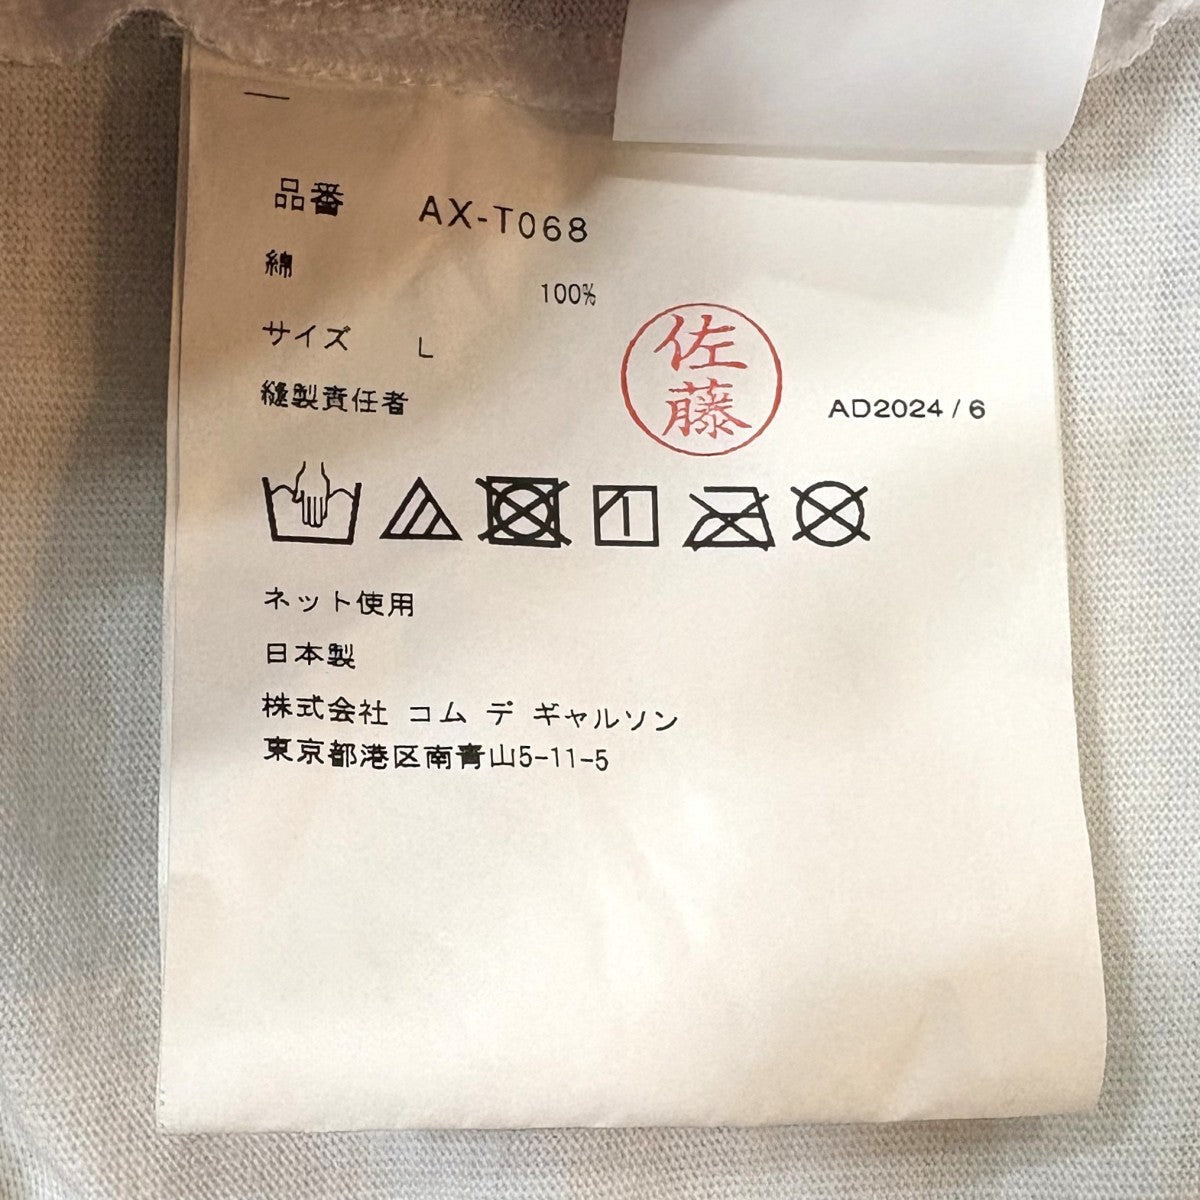 品番 AX-T068
綿 100%
サイズ L
縫製責任者 佐藤 AD2024/6
ネット使用
日本製
株式会社 コム デ ギャルソン
東京都港区南青山5-11-5